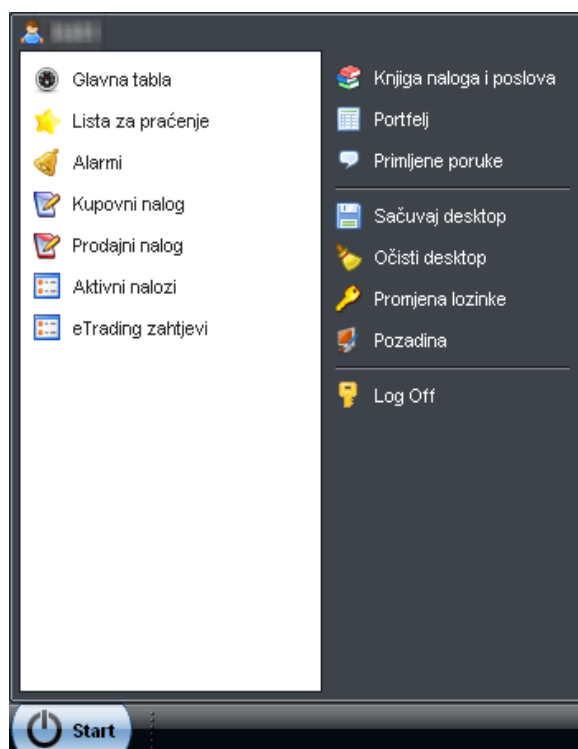 Glavna tabla
Lista za praćenje
Alarmi
Kupovni nalog
Prodajni nalog
Aktivni nalozi
eTrading zahtjevi
Knjiga naloga i poslova
Portfelj
Primljene poruke
Sačuvaj desktop
Očisti desktop
Promjena lozinke
Pozadina
Log Off
Start